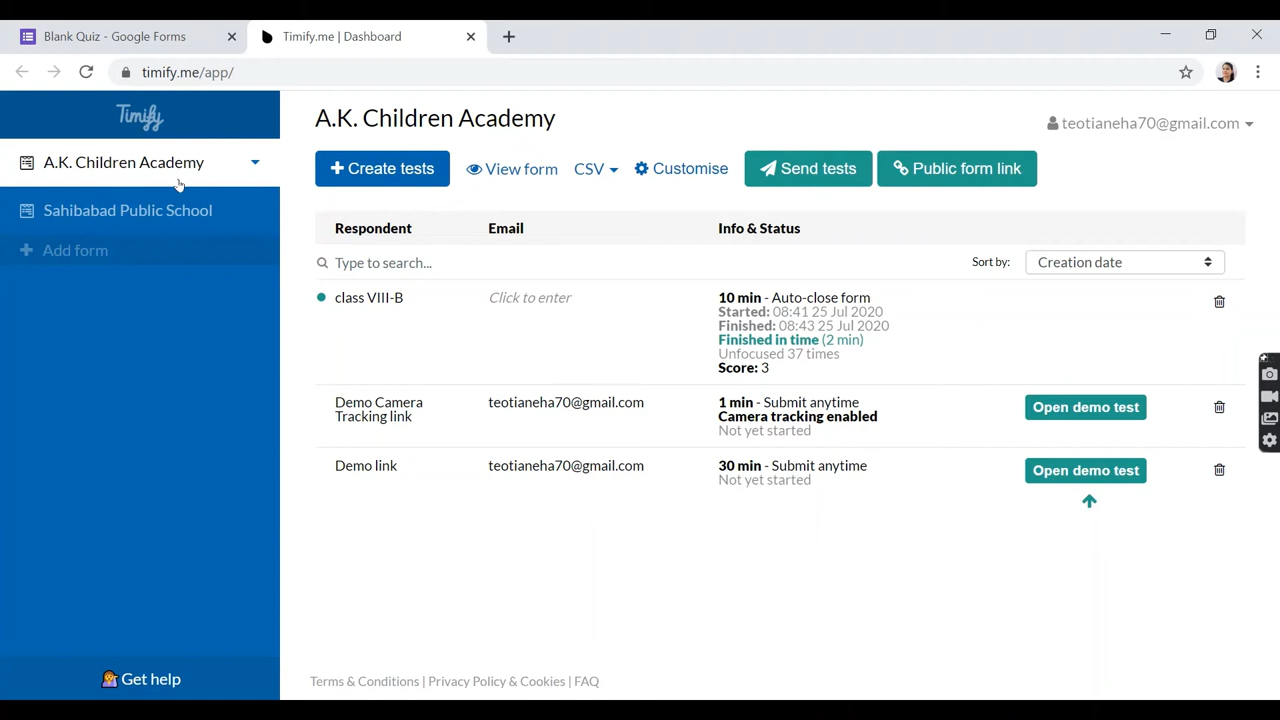 Blank Quiz - Google Forms
Timify.me | Dashboard
timify.me/app/
Timify
A.K. Children Academy
Sahibabad Public School
Add form
Get help
A.K. Children Academy
teotianeha70@gmail.com
+ Create tests
View form
CSV
Customise
Send tests
Public form link
Respondent Email Info & Status
Type to search...
Sort by: Creation date
class VIII-B Click to enter 10 min - Auto-close form
Started: 08:41 25 Jul 2020
Finished: 08:43 25 Jul 2020
Finished in time (2 min)
Unfocused 37 times
Score: 3
Demo Camera teotianeha70@gmail.com 1 min - Submit anytime Open demo test
Tracking link Camera tracking enabled
Not yet started
Demo link teotianeha70@gmail.com 30 min - Submit anytime Open demo test
Not yet started
Terms & Conditions | Privacy Policy & Cookies | FAQ